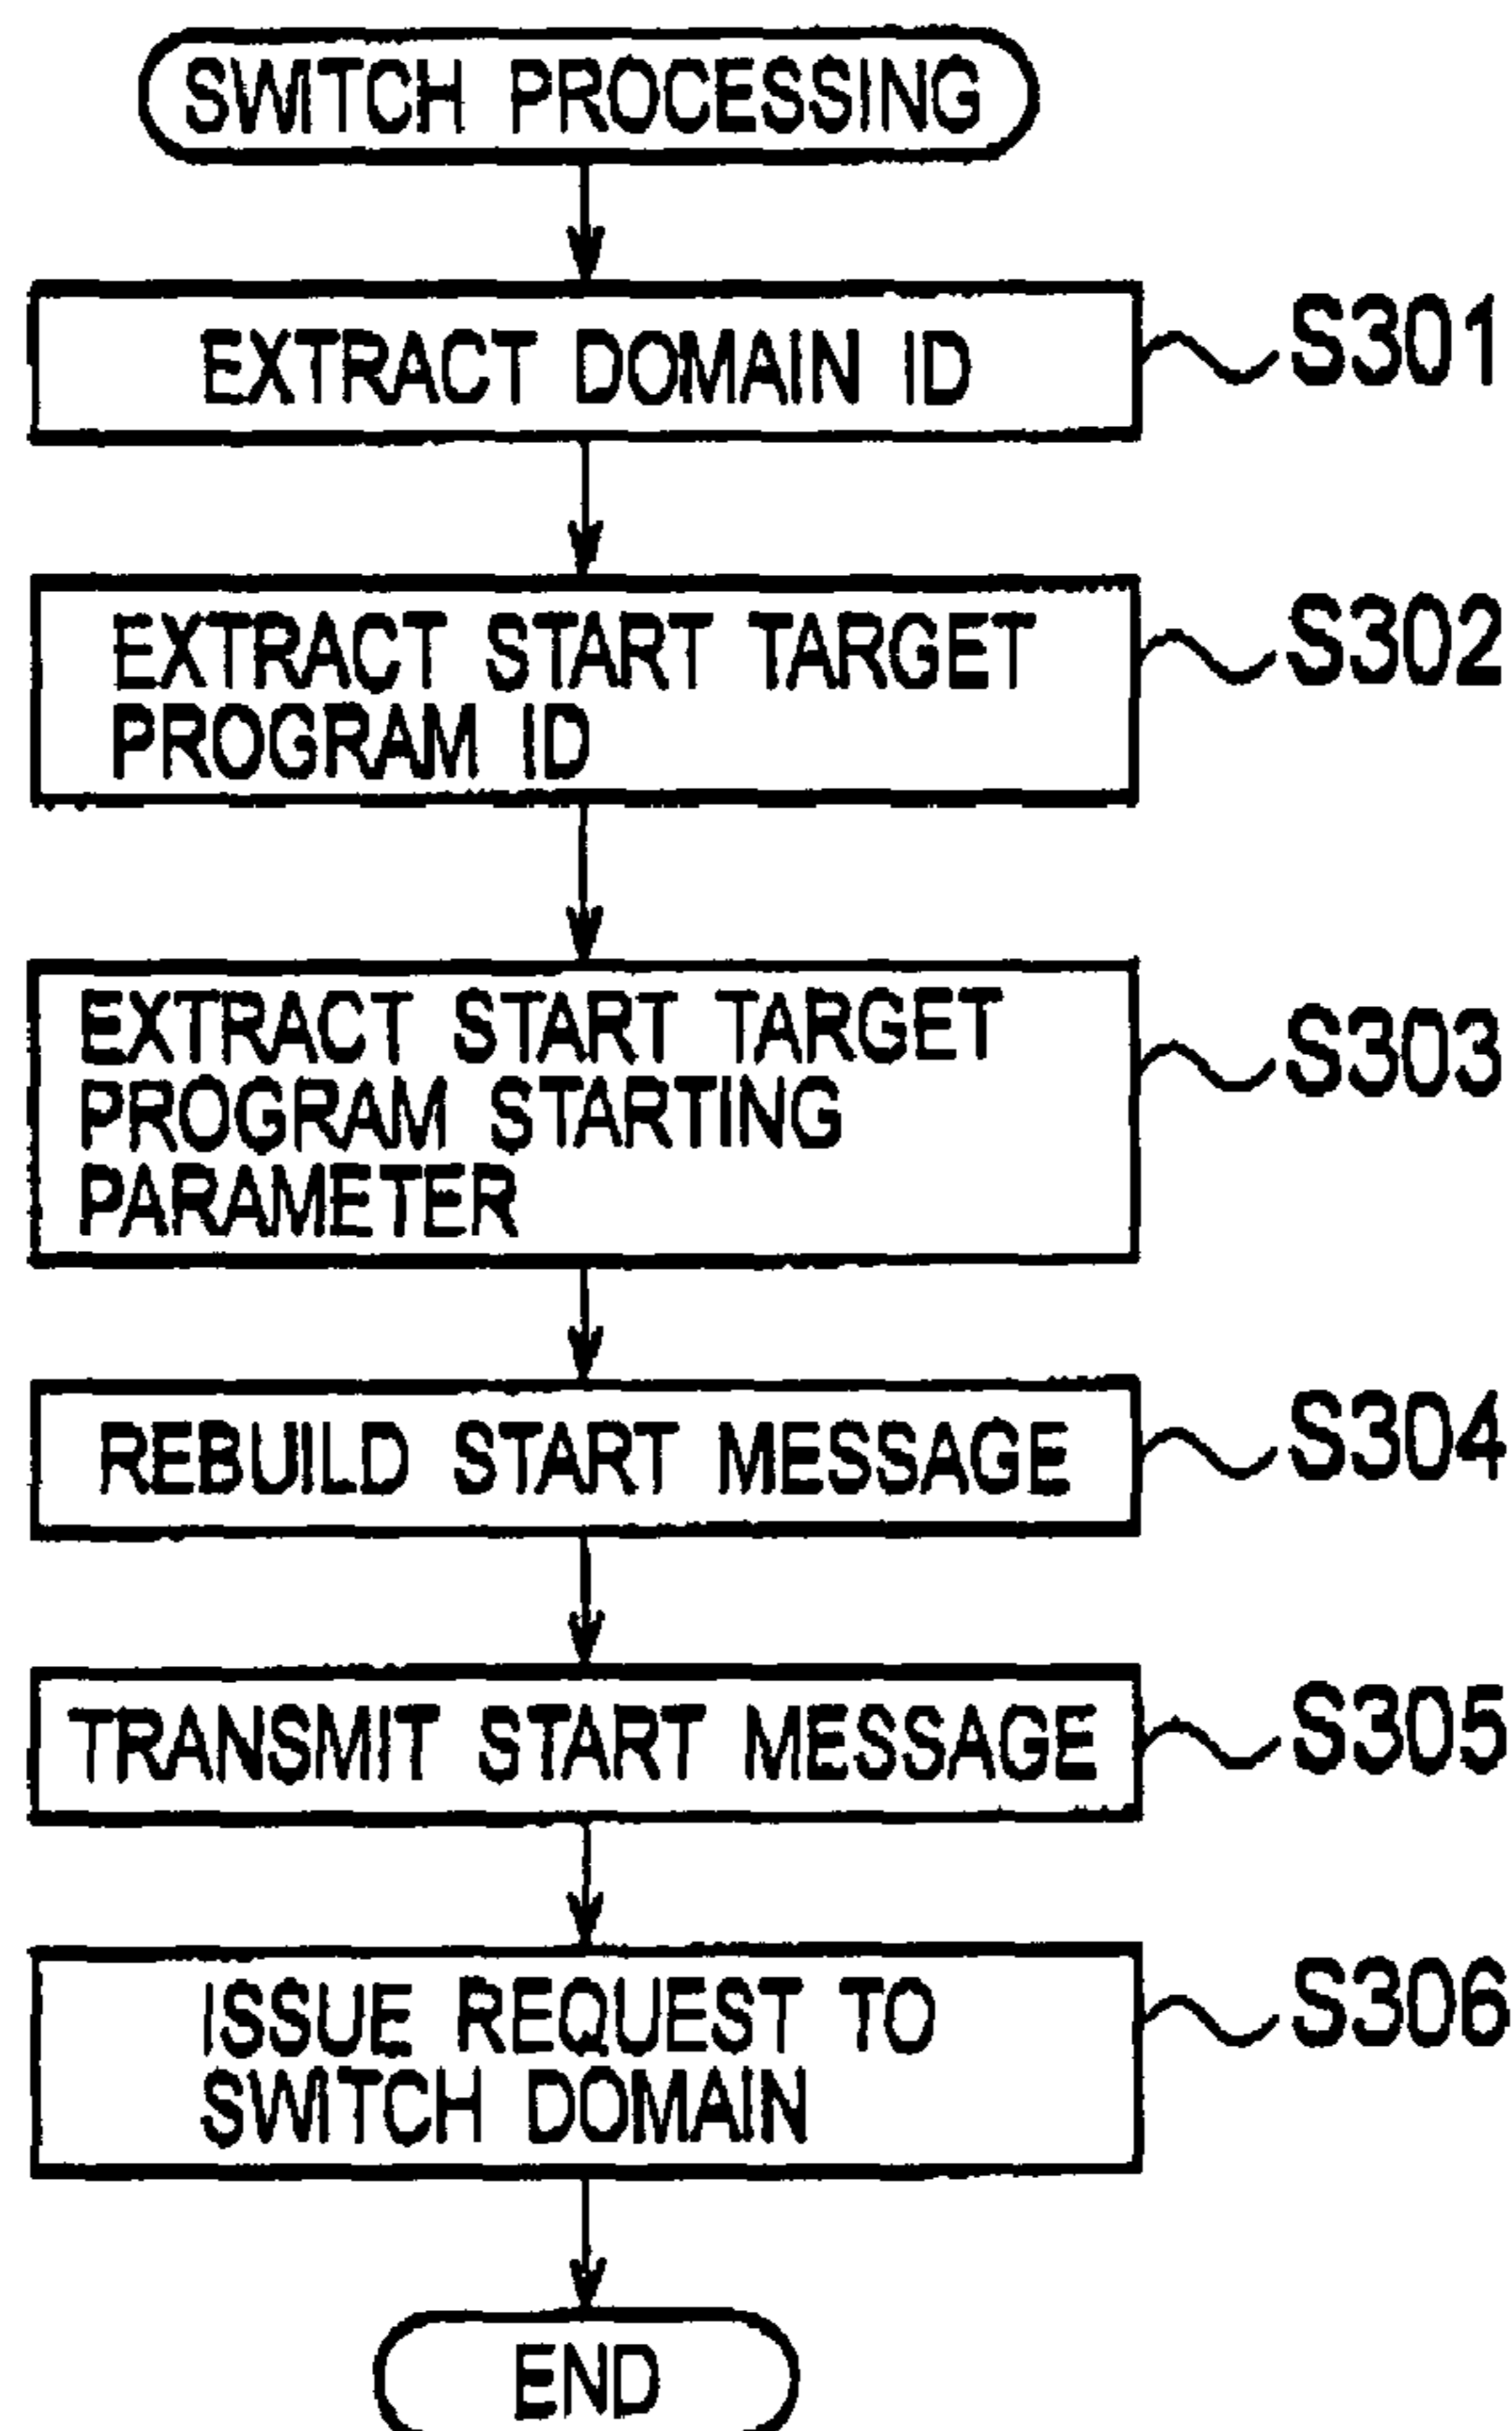 SWITCH PROCESSING
EXTRACT DOMAIN ID
S301
EXTRACT START TARGET
PROGRAM ID
S302
EXTRACT START TARGET
PROGRAM STARTING
PARAMETER
S303
REBUILD START MESSAGE
S304
TRANSMIT START MESSAGE
S305
ISSUE REQUEST TO
SWITCH DOMAIN
S306
END